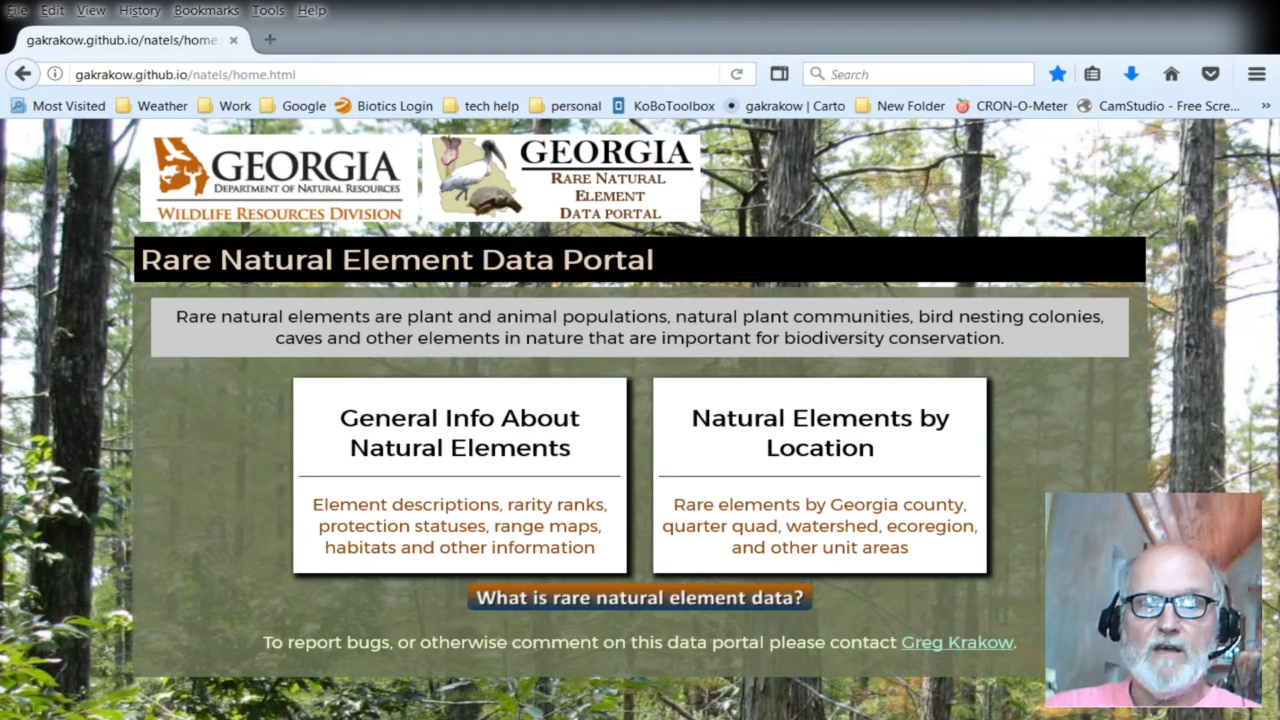 File Edit View History Bookmarks Tools Help
gakrakow.github.io/natels/home.
gakrakow.github.io/natels/home.html
Search
Most Visited Weather Work Google Biotics Login tech help personal KoBoToolbox gakrakow | Carto New Folder CRON-O-Meter CamStudio - Free Scre... »
GEORGIA
DEPARTMENT OF NATURAL RESOURCES
WILDLIFE RESOURCES DIVISION
GEORGIA
RARE NATURAL
ELEMENT
DATA PORTAL
Rare Natural Element Data Portal
Rare natural elements are plant and animal populations, natural plant communities, bird nesting colonies,
caves and other elements in nature that are important for biodiversity conservation.
General Info About
Natural Elements
Element descriptions, rarity ranks,
protection statuses, range maps,
habitats and other information
Natural Elements by
Location
Rare elements by Georgia county,
quarter quad, watershed, ecoregion,
and other unit areas
What is rare natural element data?
To report bugs, or otherwise comment on this data portal please contact Greg Krakow.